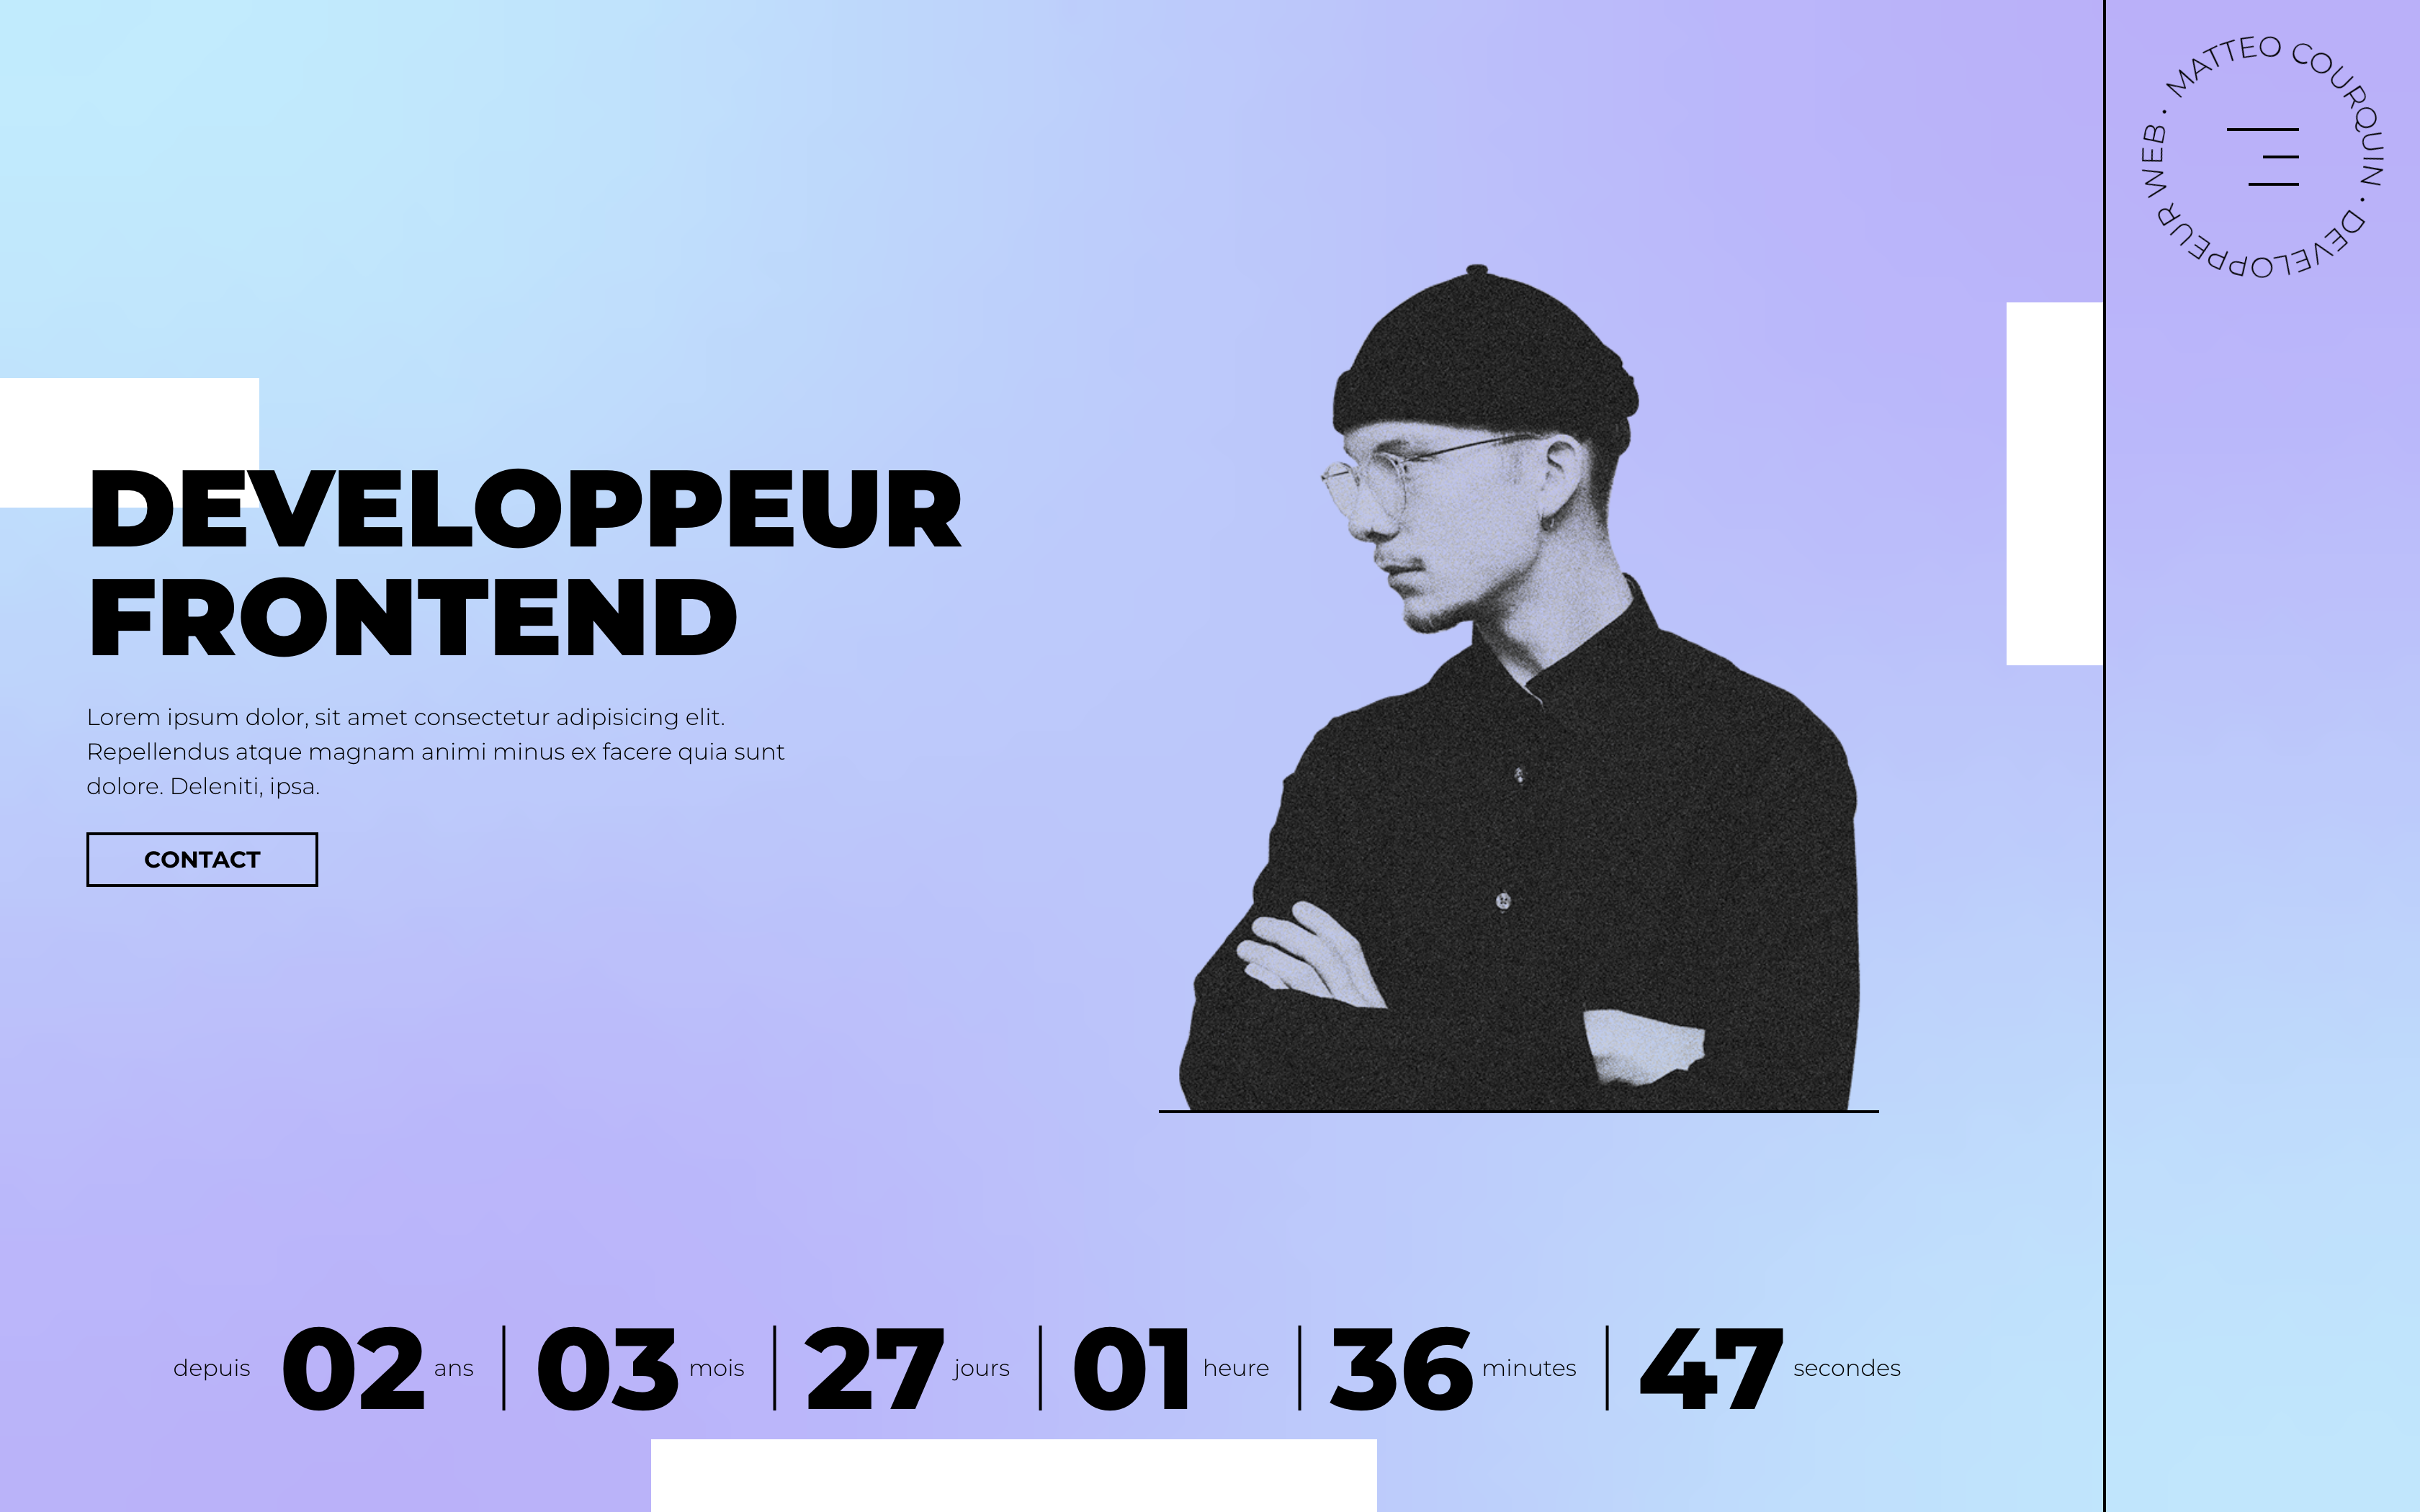 MATTEO COURQUIN · DEVELOPPEUR WEB ·
DEVELOPPEUR
FRONTEND
Lorem ipsum dolor, sit amet consectetur adipisicing elit.
Repellendus atque magnam animi minus ex facere quia sunt
dolore. Deleniti, ipsa.
CONTACT
depuis 02 ans 03 mois 27 jours 01 heure 36 minutes 47 secondes